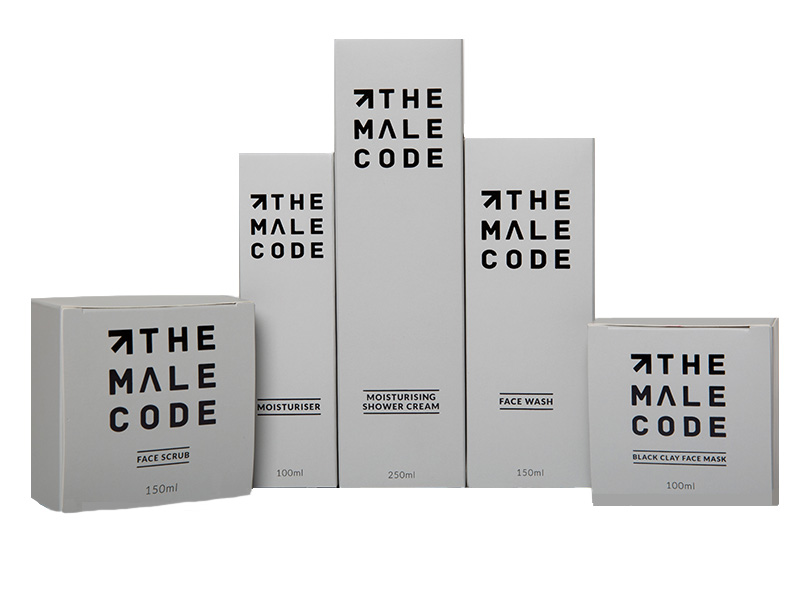 THE
MALE
CODE
FACE SCRUB
150ml
THE
MALE
CODE
MOISTURISER
100ml
THE
MALE
CODE
MOISTURISING
SHOWER CREAM
250ml
THE
MALE
CODE
FACE WASH
150ml
THE
MALE
CODE
BLACK CLAY FACE MASK
100ml